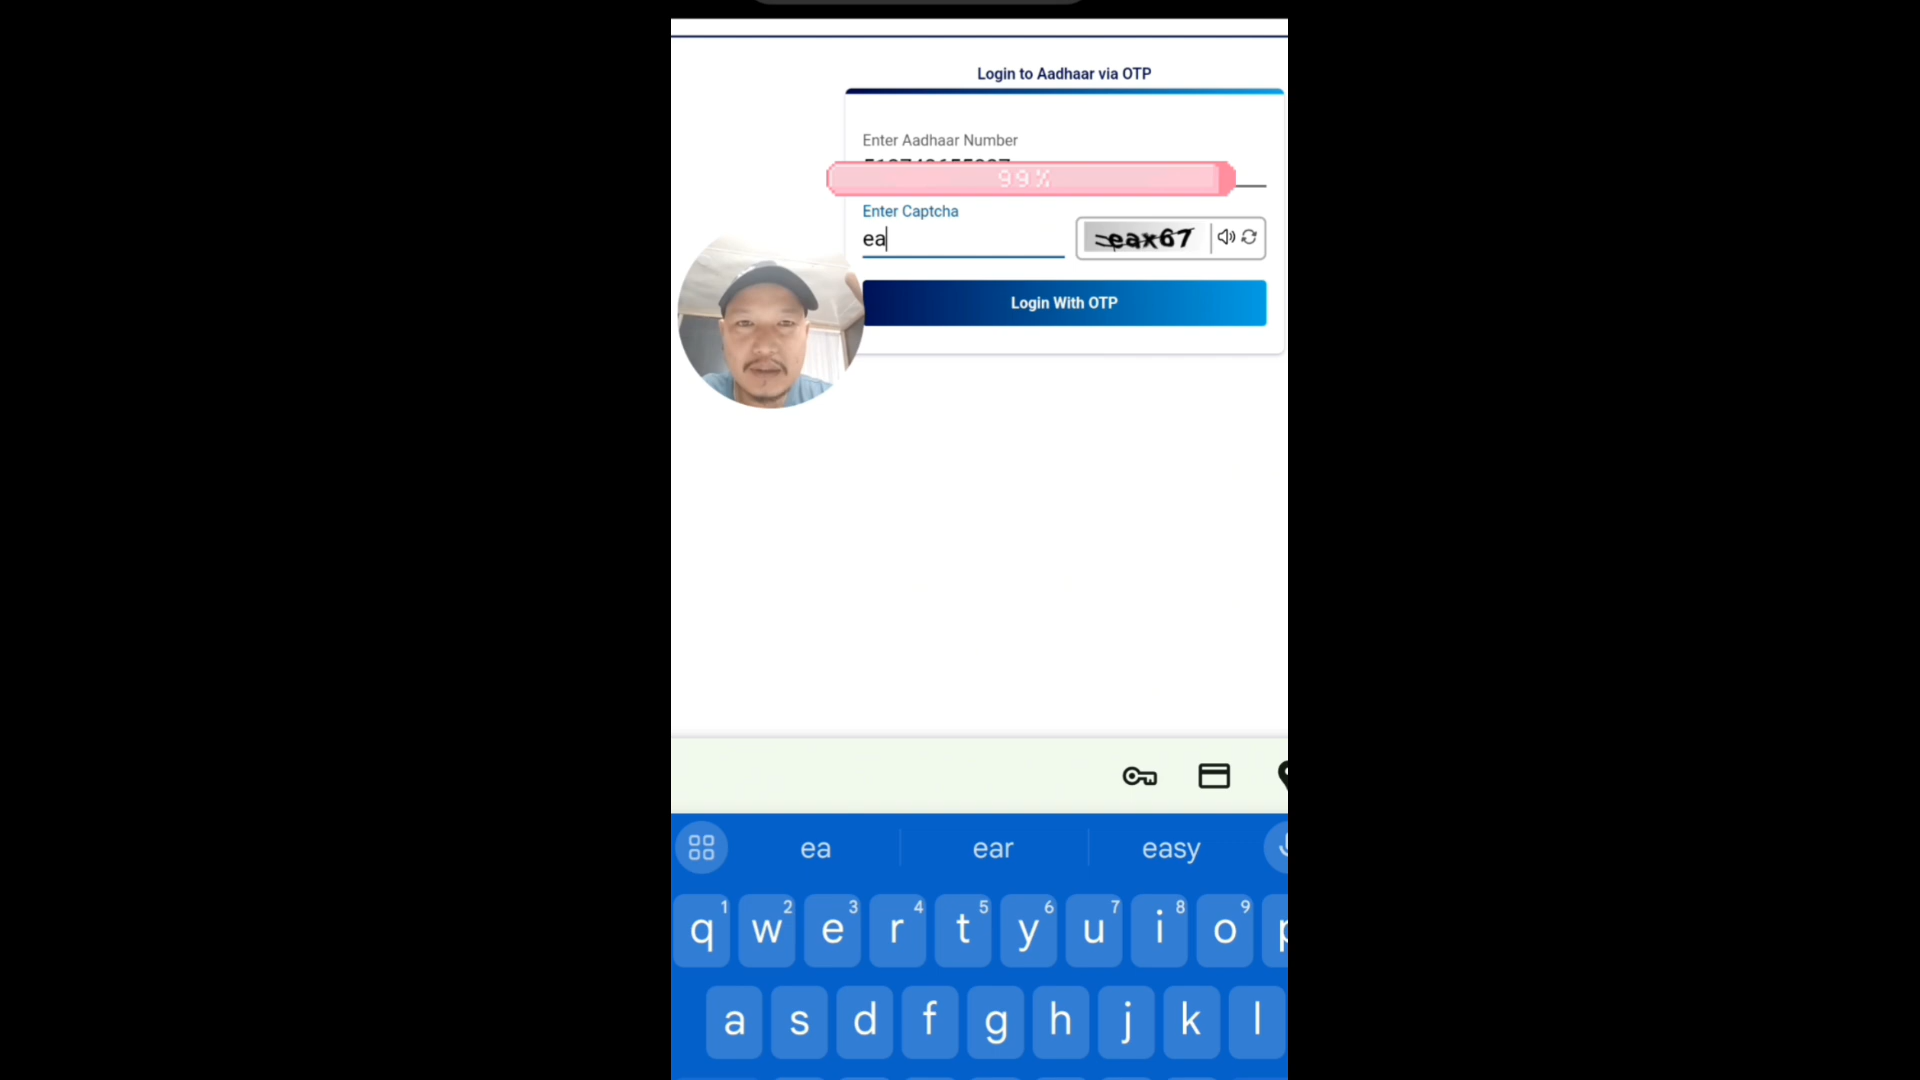 Login to Aadhaar via OTP
Enter Aadhaar Number
99%
Enter Captcha
ea
eax67
Login With OTP
ea ear easy
1 2 3 4 5 6 7 8 9
q w e r t y u i o p
a s d f g h j k l